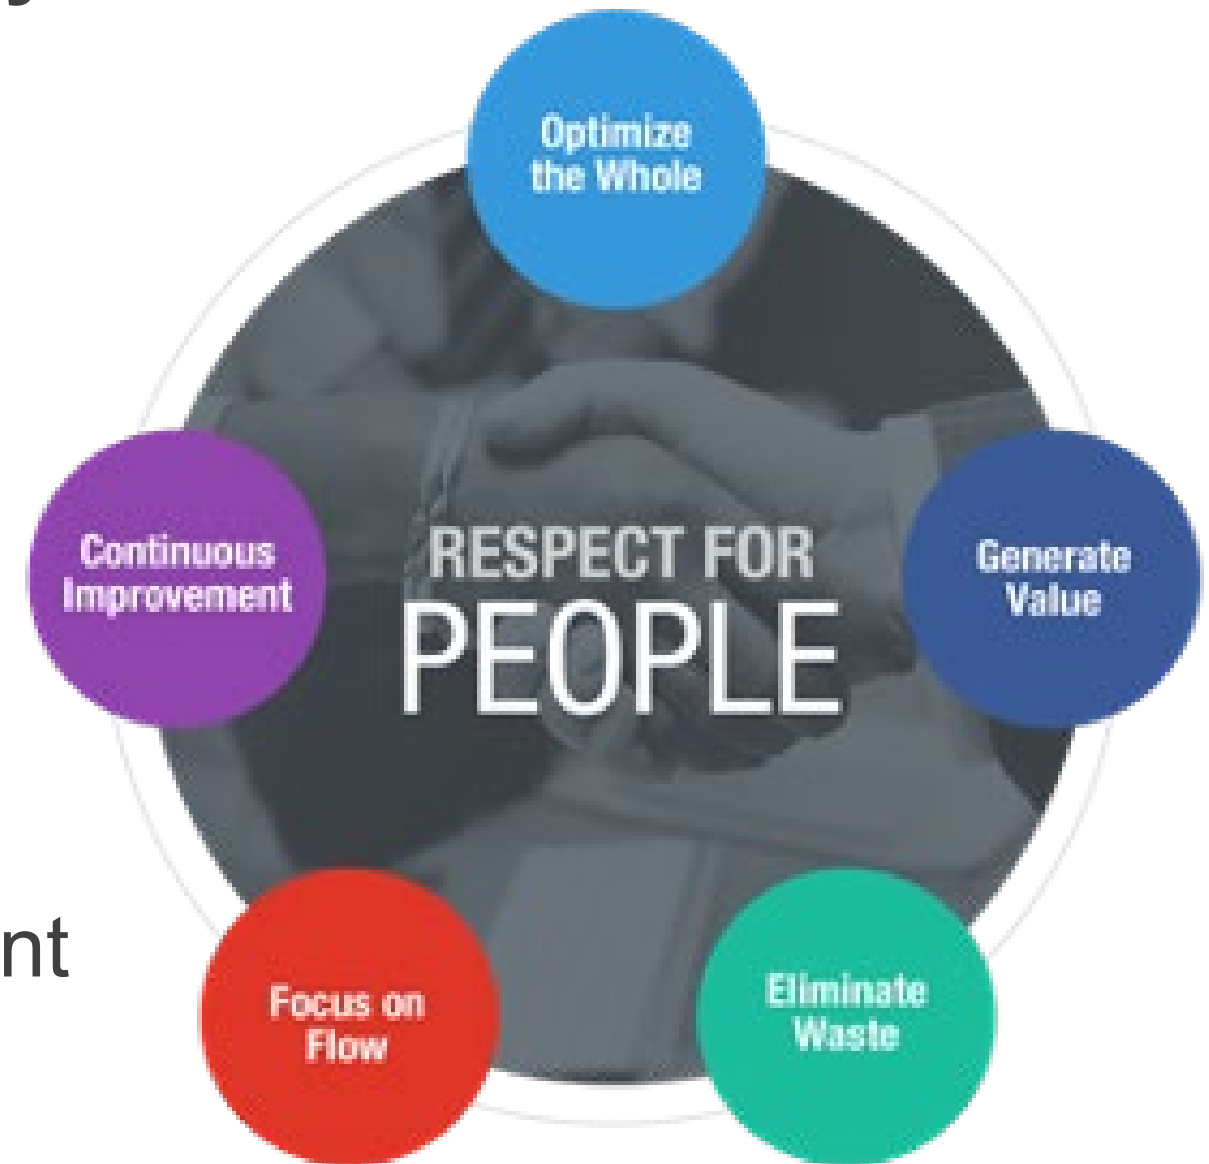 Optimize
the Whole
Continuous
Improvement
RESPECT FOR
PEOPLE
Generate
Value
nt
Focus on
Flow
Eliminate
Waste